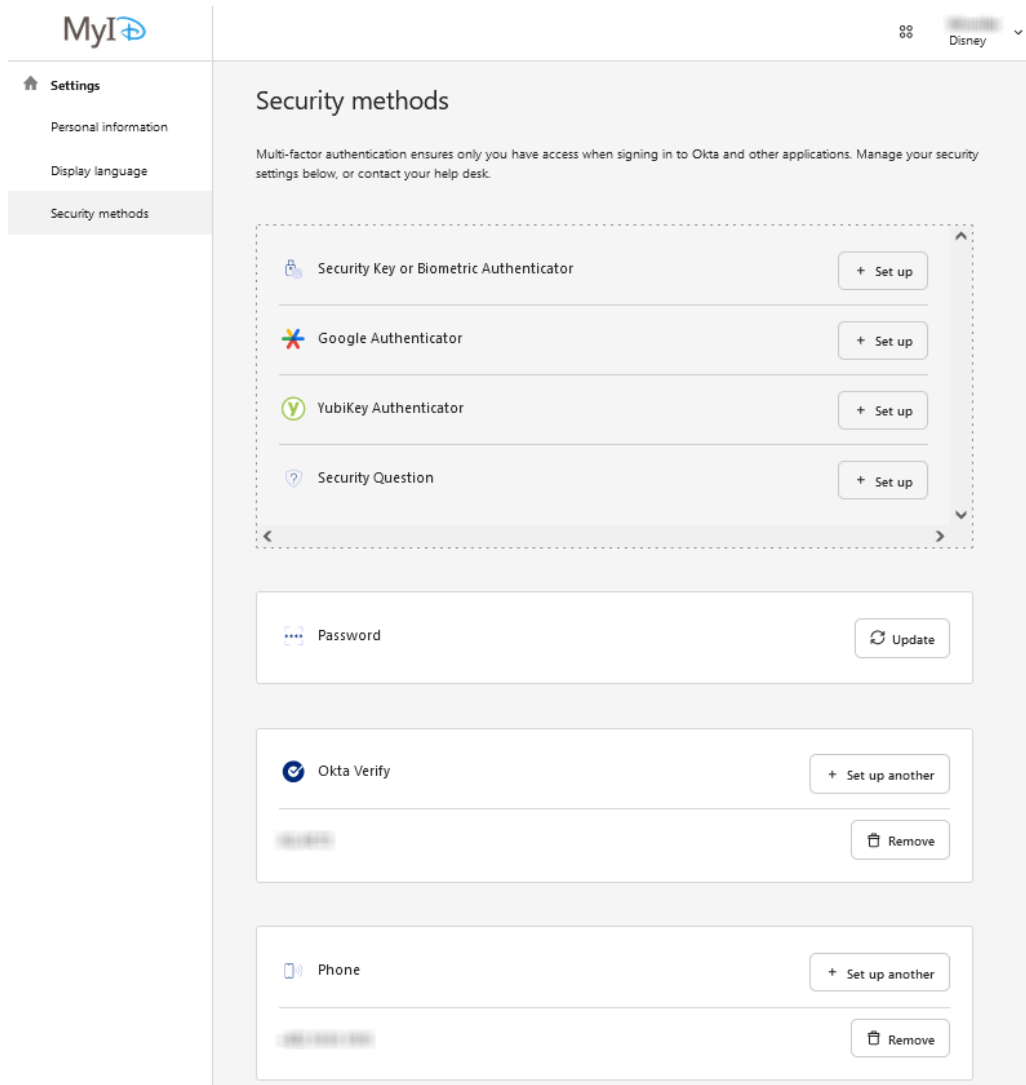 MyID
Disney
Settings
Personal information
Display language
Security methods
Security methods
Multi-factor authentication ensures only you have access when signing in to Okta and other applications. Manage your security
settings below, or contact your help desk.
Security Key or Biometric Authenticator
+ Set up
Google Authenticator
+ Set up
YubiKey Authenticator
+ Set up
Security Question
+ Set up
Password
Update
Okta Verify
+ Set up another
Remove
Phone
+ Set up another
Remove